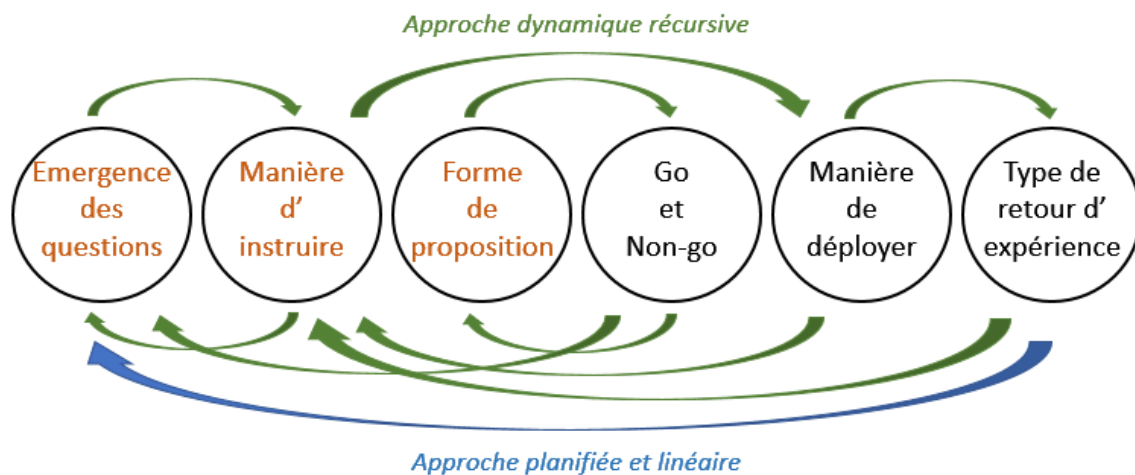 Approche dynamique récursive
Emergence
des
questions
Manière
d’
instruire
Forme
de
proposition
Go
et
Non-go
Manière
de
déployer
Type de
retour d’
expérience
Approche planifiée et linéaire